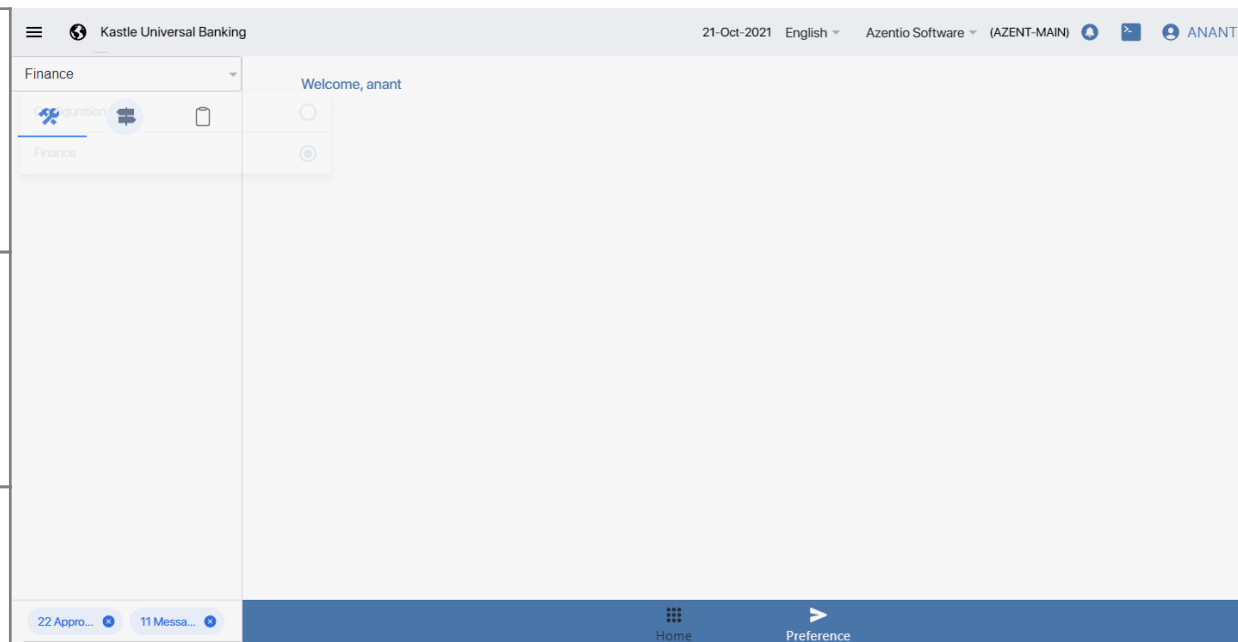 Kastle Universal Banking
21-Oct-2021 English Azentio Software (AZENT-MAIN) ANANT
Finance
Welcome, anant
Configuration
Finance
22 Appro... 11 Messa...
Home Preference